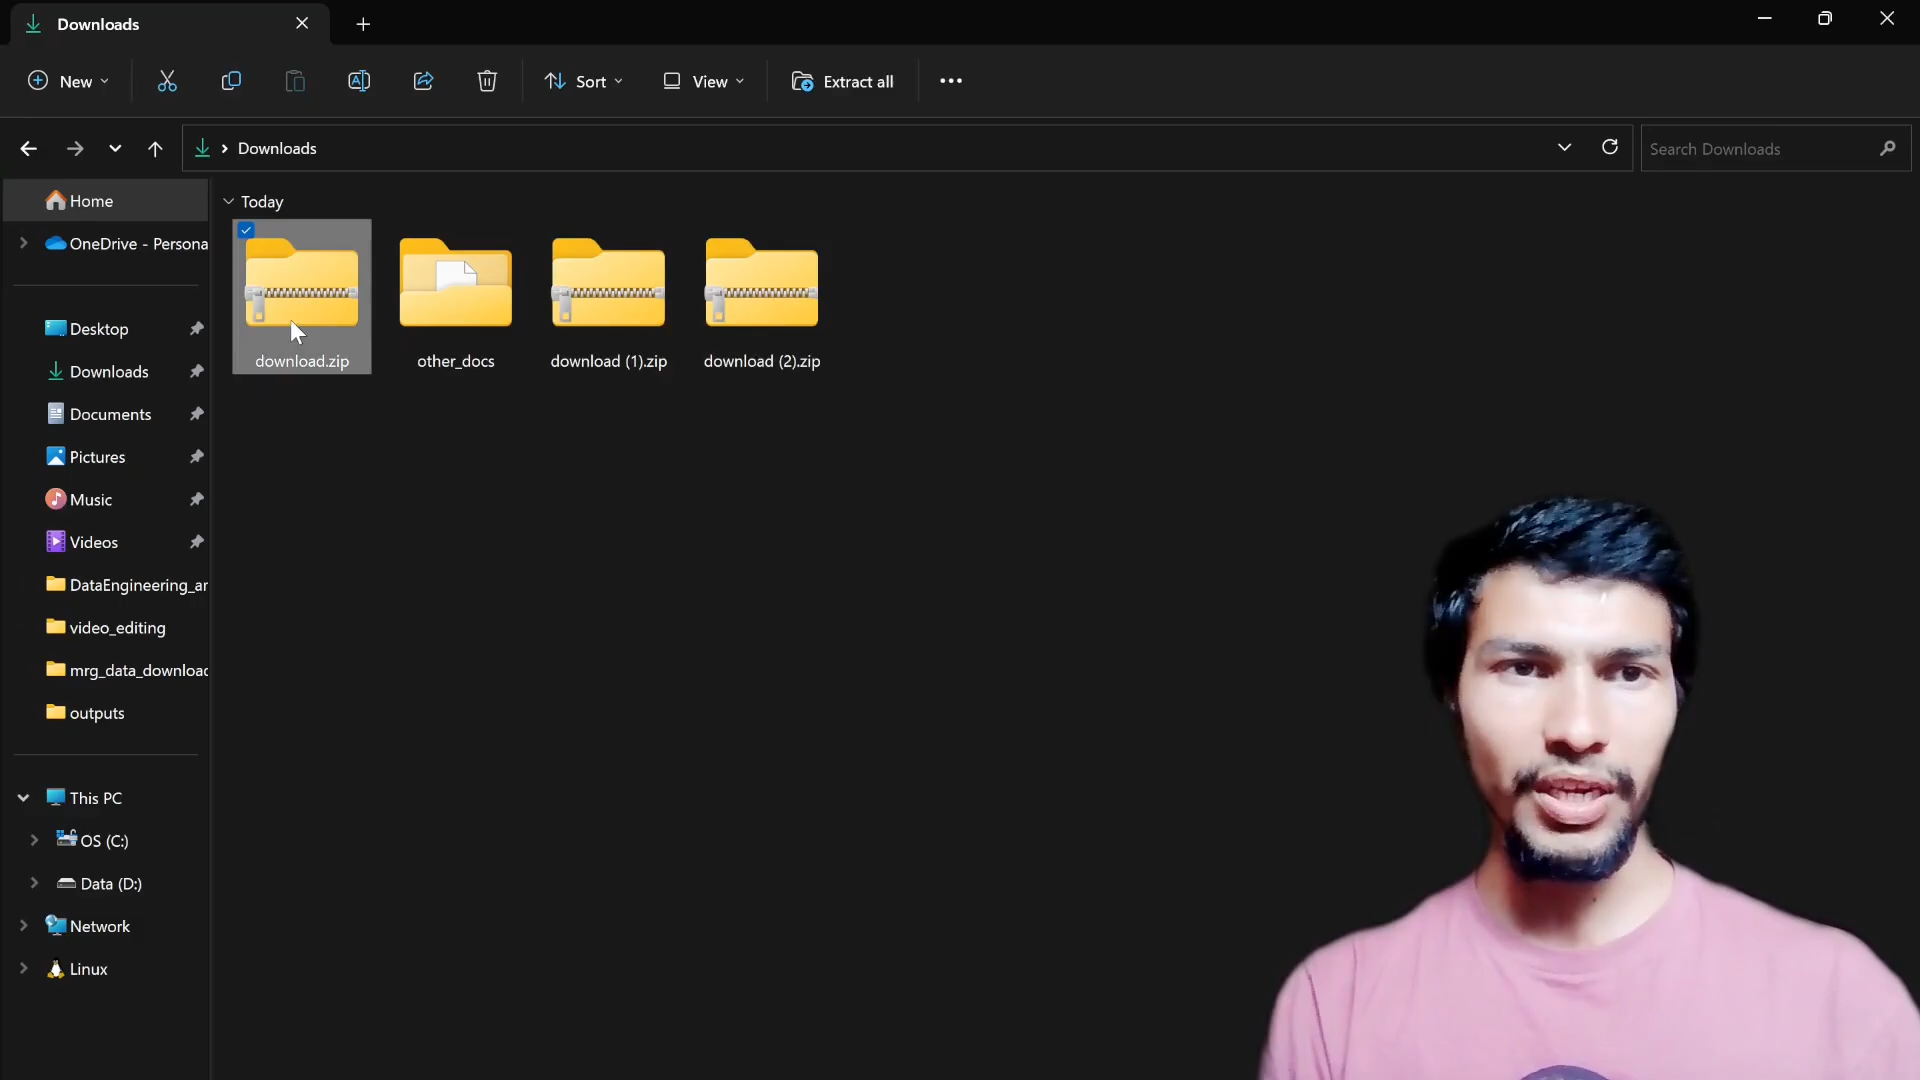 Downloads
New
Sort
View
Extract all
Downloads
Search Downloads
Home
OneDrive - Persona
Desktop
Downloads
Documents
Pictures
Music
Videos
DataEngineering_ar
video_editing
mrg_data_download
outputs
This PC
OS (C:)
Data (D:)
Network
Linux
Today
download.zip
other_docs
download (1).zip
download (2).zip